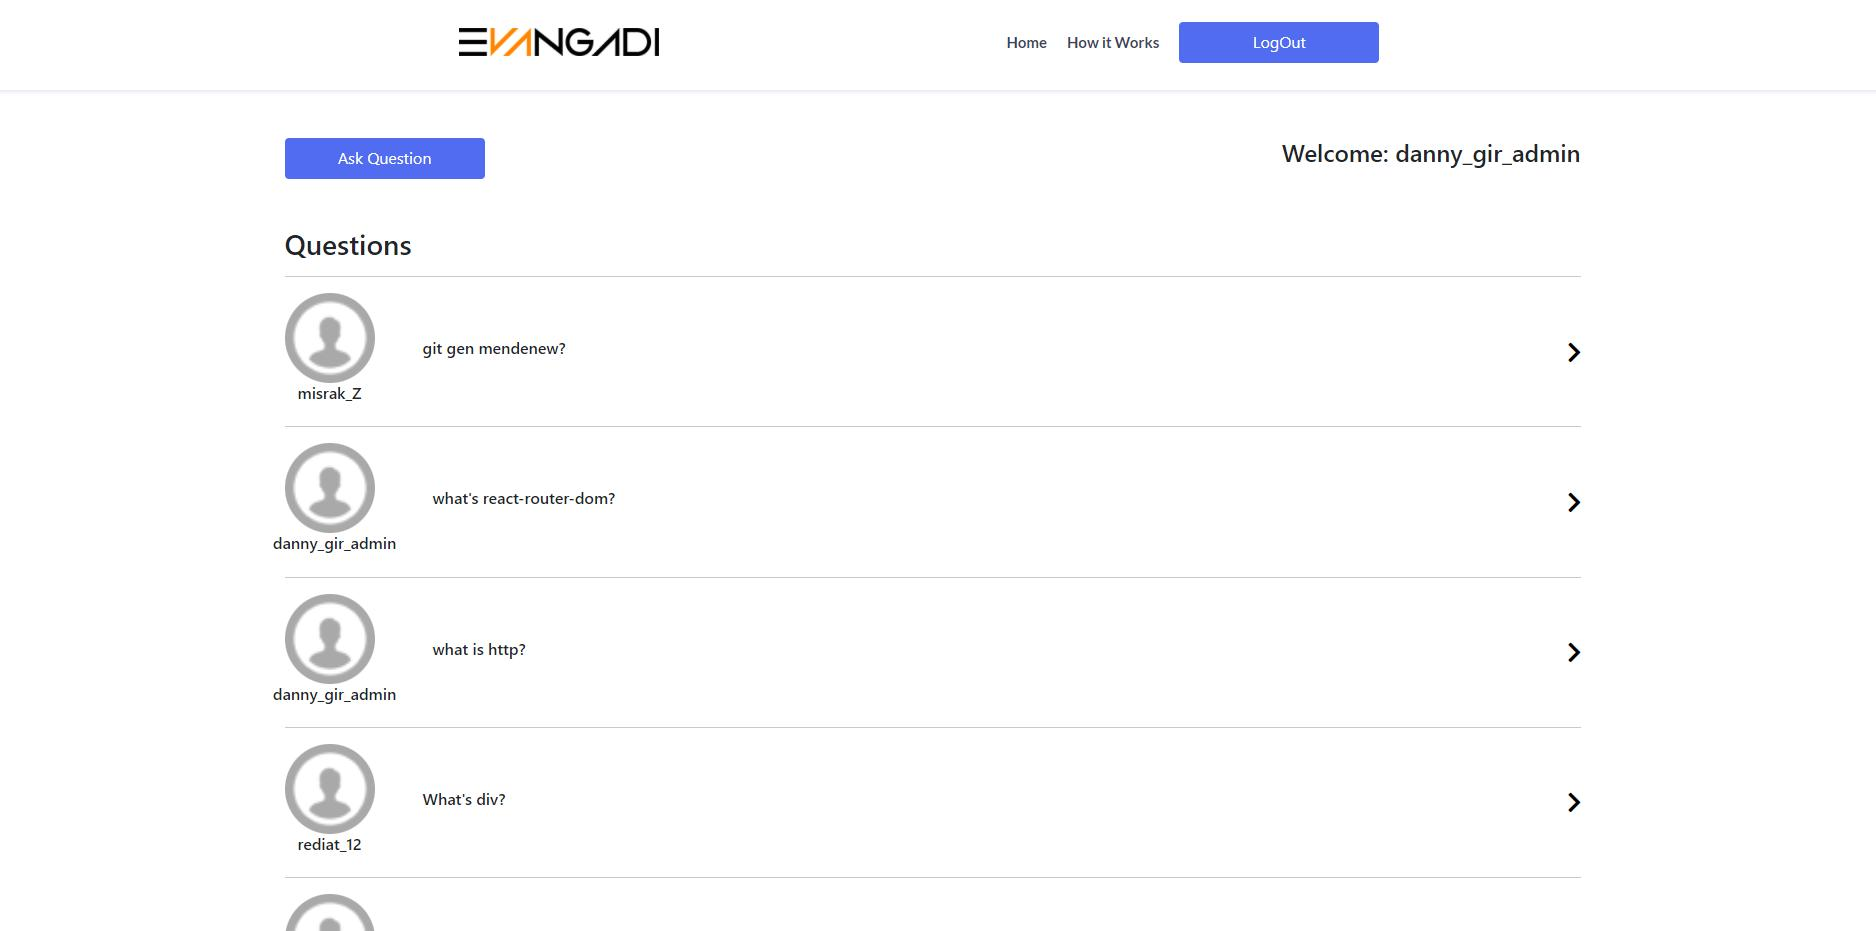 EVANGADI
Home How it Works LogOut
Ask Question
Welcome: danny_gir_admin
Questions
git gen mendenew?
misrak_Z
what's react-router-dom?
danny_gir_admin
what is http?
danny_gir_admin
What's div?
rediat_12